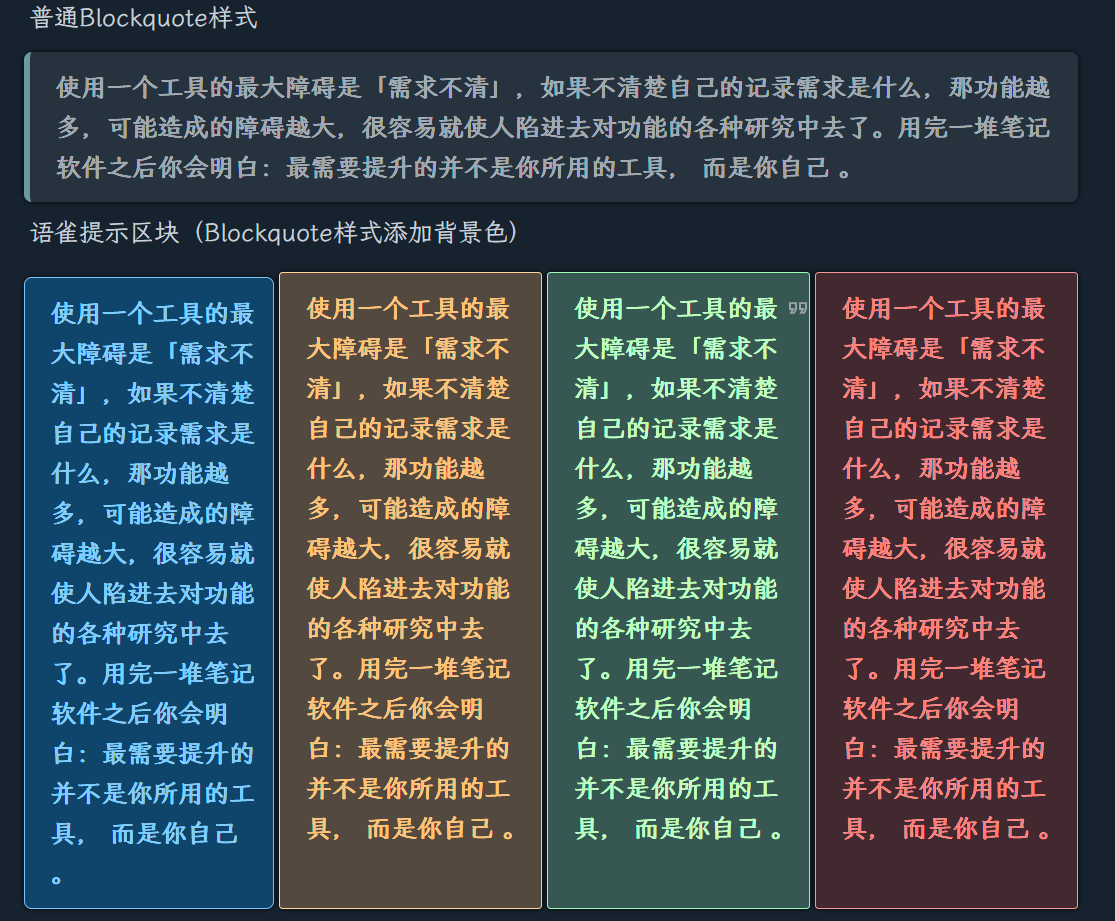 普通Blockquote样式
使用一个工具的最大障碍是「需求不清」，如果不清楚自己的记录需求是什么，那功能越
多，可能造成的障碍越大，很容易就使人陷进去对功能的各种研究中去了。用完一堆笔记
软件之后你会明白：最需要提升的并不是你所用的工具， 而是你自己 。
语雀提示区块（Blockquote样式添加背景色）
使用一个工具的最
大障碍是「需求不
清」，如果不清楚
自己的记录需求是
什么，那功能越
多，可能造成的障
碍越大，很容易就
使人陷进去对功能
的各种研究中去
了。用完一堆笔记
软件之后你会明
白：最需要提升的
并不是你所用的工
具， 而是你自己
。
使用一个工具的最
大障碍是「需求不
清」，如果不清楚
自己的记录需求是
什么，那功能越
多，可能造成的障
碍越大，很容易就
使人陷进去对功能
的各种研究中去
了。用完一堆笔记
软件之后你会明
白：最需要提升的
并不是你所用的工
具， 而是你自己 。
使用一个工具的最
大障碍是「需求不
清」，如果不清楚
自己的记录需求是
什么，那功能越
多，可能造成的障
碍越大，很容易就
使人陷进去对功能
的各种研究中去
了。用完一堆笔记
软件之后你会明
白：最需要提升的
并不是你所用的工
具， 而是你自己 。
使用一个工具的最
大障碍是「需求不
清」，如果不清楚
自己的记录需求是
什么，那功能越
多，可能造成的障
碍越大，很容易就
使人陷进去对功能
的各种研究中去
了。用完一堆笔记
软件之后你会明
白：最需要提升的
并不是你所用的工
具， 而是你自己 。